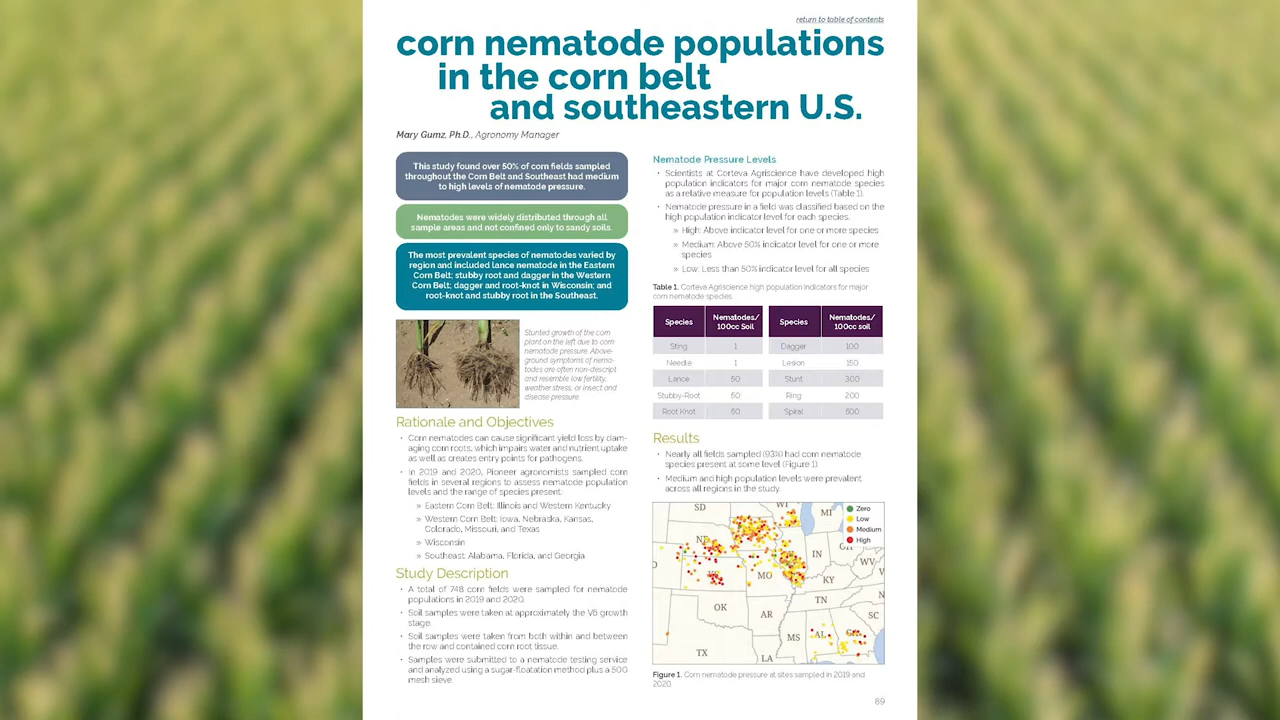 return to table of contents
corn nematode populations
in the corn belt
and southeastern U.S.
Mary Gumz, Ph.D., Agronomy Manager
This study found over 50% of corn fields sampled
throughout the Corn Belt and Southeast had medium
to high levels of nematode pressure.
Nematodes were widely distributed through all
sample areas and not confined only to sandy soils.
The most prevalent species of nematodes varied by
region and included lance nematode in the Eastern
Corn Belt; stubby root and dagger in the Western
Corn Belt; dagger and root-knot in Wisconsin; and
root-knot and stubby root in the Southeast.
Stunted growth of the corn
plant on the left due to corn
nematode pressure. Above-
ground symptoms of nema-
todes are often non-descript
and resemble low fertility,
weather stress, or insect and
disease pressure
Rationale and Objectives
• Corn nematodes can cause significant yield loss by dam-
aging corn roots, which impairs water and nutrient uptake
as well as creates entry points for pathogens.
• In 2019 and 2020, Pioneer agronomists sampled corn
fields in several regions to assess nematode population
levels and the range of species present:
» Eastern Corn Belt: Illinois and Western Kentucky
» Western Corn Belt: Iowa, Nebraska, Kansas,
Colorado, Missouri, and Texas
» Wisconsin
» Southeast: Alabama, Florida, and Georgia
Study Description
• A total of 748 corn fields were sampled for nematode
populations in 2019 and 2020.
• Soil samples were taken at approximately the V6 growth
stage.
• Soil samples were taken from both within and between
the row and contained corn root tissue.
• Samples were submitted to a nematode testing service
and analyzed using a sugar-floatation method plus a 500
mesh sieve.
Nematode Pressure Levels
• Scientists at Corteva Agriscience have developed high
population indicators for major corn nematode species
as a relative measure for population levels (Table 1).
• Nematode pressure in a field was classified based on the
high population indicator level for each species.
» High: Above indicator level for one or more species
» Medium: Above 50% indicator level for one or more
species
» Low: Less than 50% indicator level for all species
Table 1. Corteva Agriscience high population indicators for major
corn nematode species.
Species Nematodes/ 100cc Soil Species Nematodes/ 100cc soil
Sting 1 Dagger 100
Needle 1 Lesion 150
Lance 50 Stunt 300
Stubby-Root 50 Ring 200
Root Knot 50 Spiral 500
Results
• Nearly all fields sampled (93%) had corn nematode
species present at some level (Figure 1).
• Medium and high population levels were prevalent
across all regions in the study.
SD
WI
MI
Zero
Low
Medium
High
NE
IN
OH
WV
MO
KY
VA
TN
OK
AR
SC
MS
AL
GA
TX
LA
Figure 1. Corn nematode pressure at sites sampled in 2019 and
2020.
89